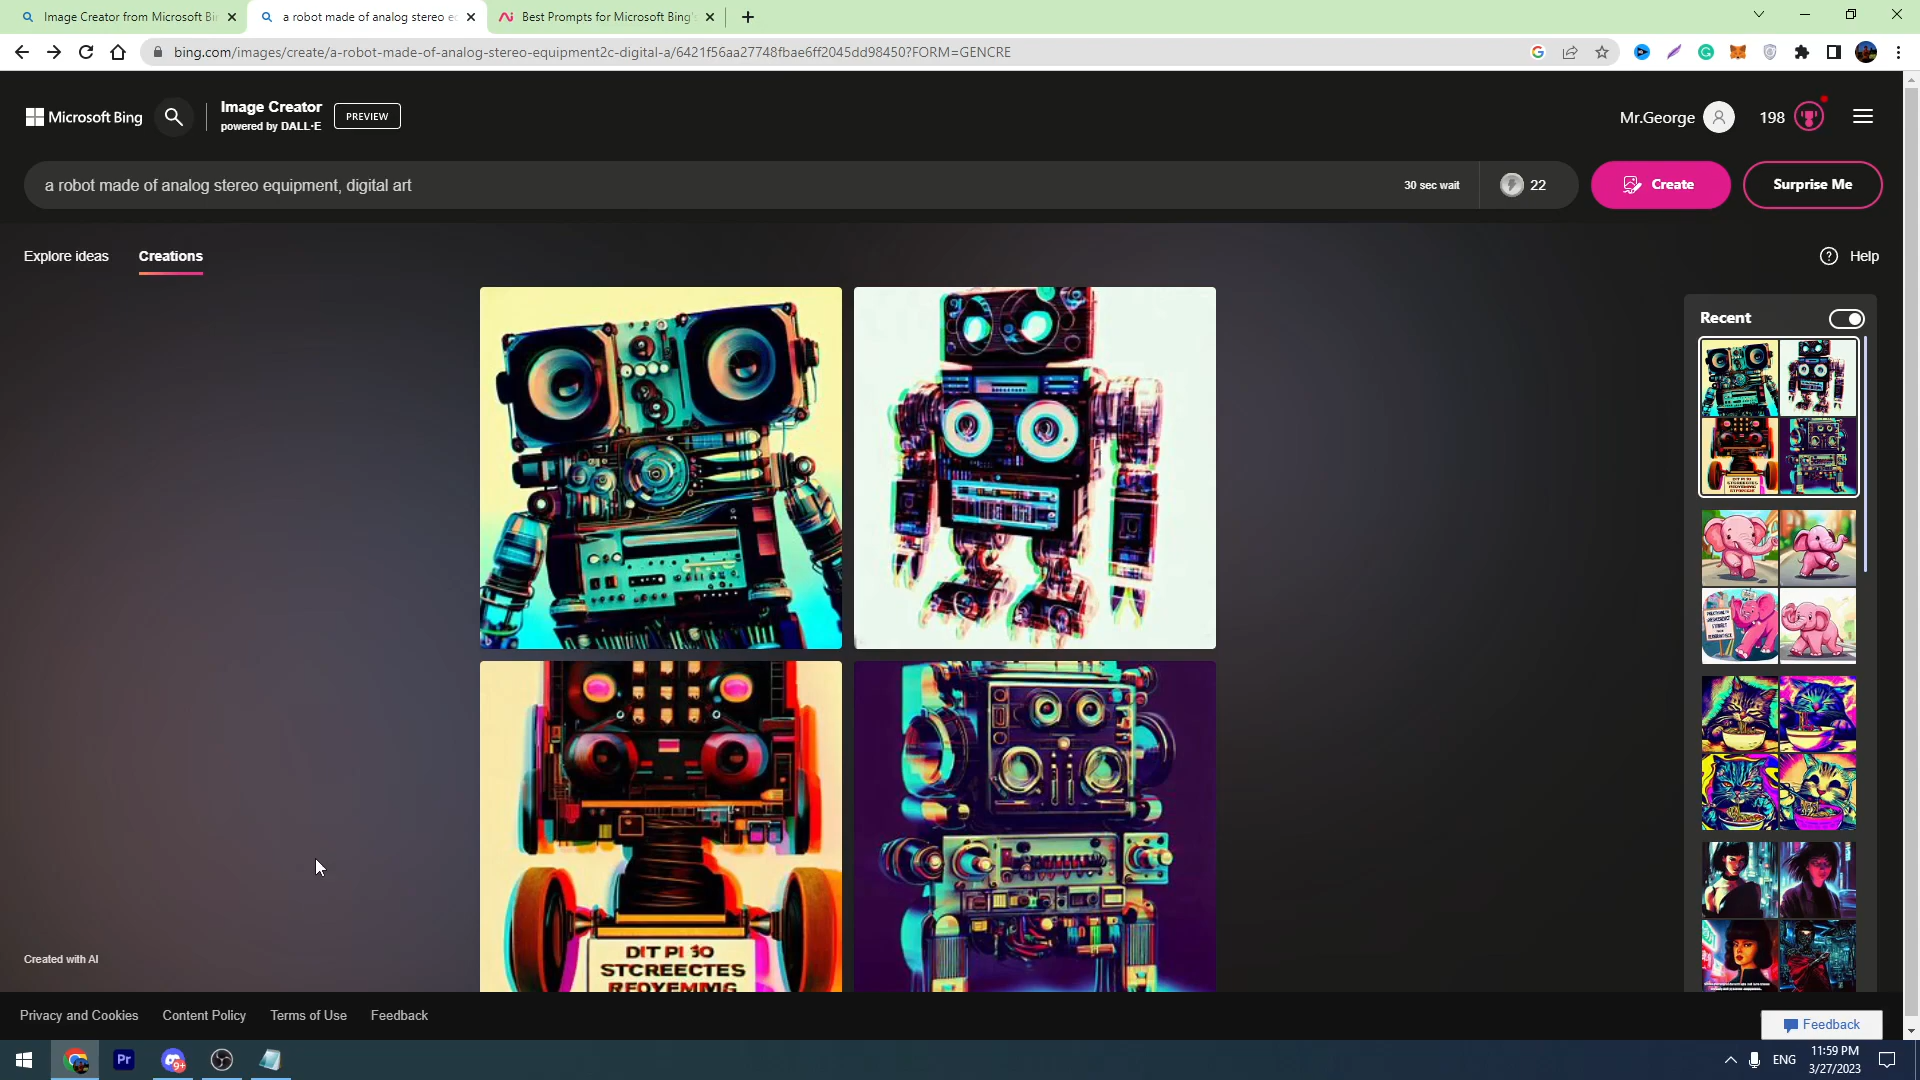 Image Creator from Microsoft Bi
a robot made of analog stereo e
Best Prompts for Microsoft Bing'
bing.com/images/create/a-robot-made-of-analog-stereo-equipment2c-digital-a/6421f56aa27748fbae6ff2045dd98450?FORM=GENCRE
Microsoft Bing
Image Creator
powered by DALL·E
PREVIEW
Mr.George
198
a robot made of analog stereo equipment, digital art
30 sec wait
22
Create
Surprise Me
Explore ideas
Creations
Help
Recent
DIT PI 30
STCREECTES
REOYEMMG
Created with AI
Privacy and Cookies
Content Policy
Terms of Use
Feedback
Feedback
Pr
9+
ENG
11:59 PM
3/27/2023